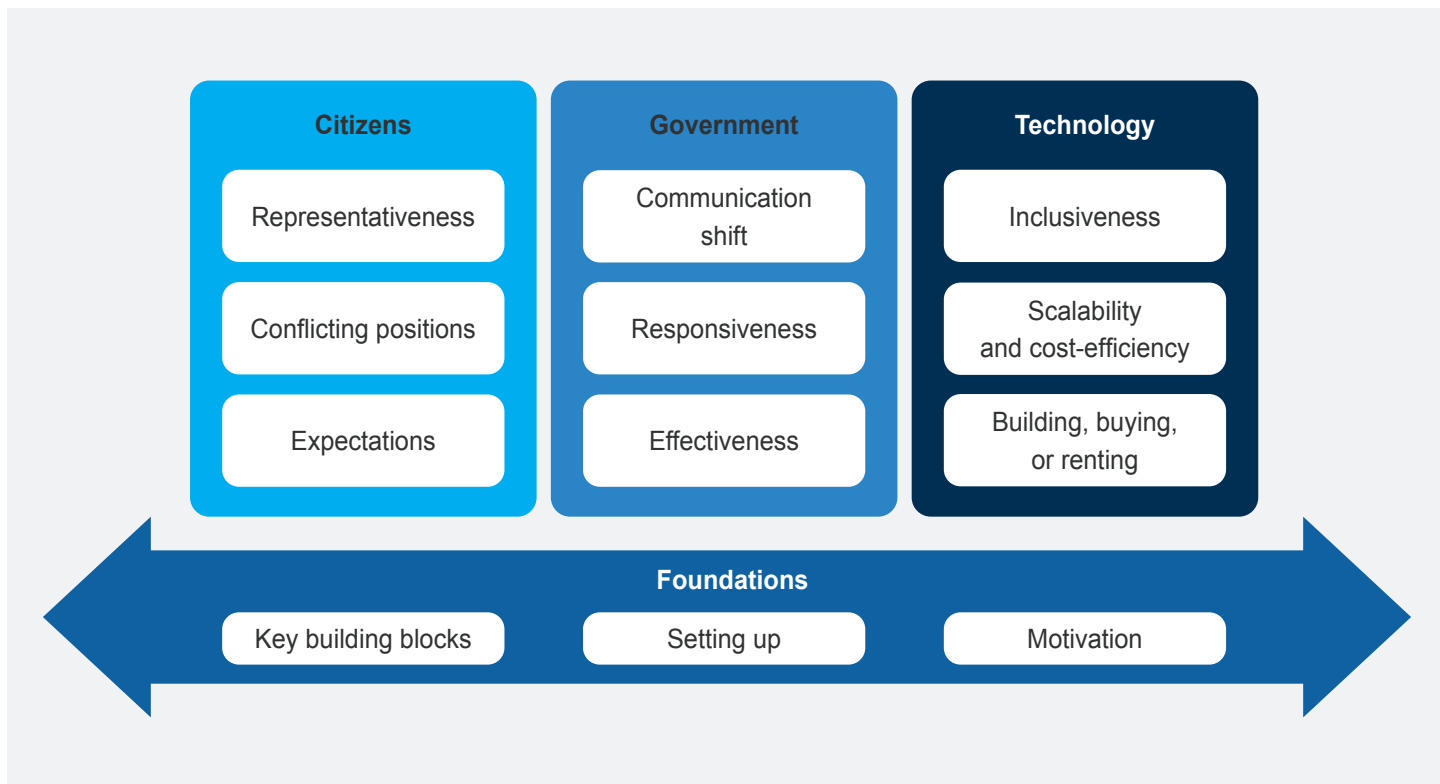 Citizens
Representativeness
Conflicting positions
Expectations
Government
Communication
shift
Responsiveness
Effectiveness
Technology
Inclusiveness
Scalability
and cost-efficiency
Building, buying,
or renting
Foundations
Key building blocks
Setting up
Motivation